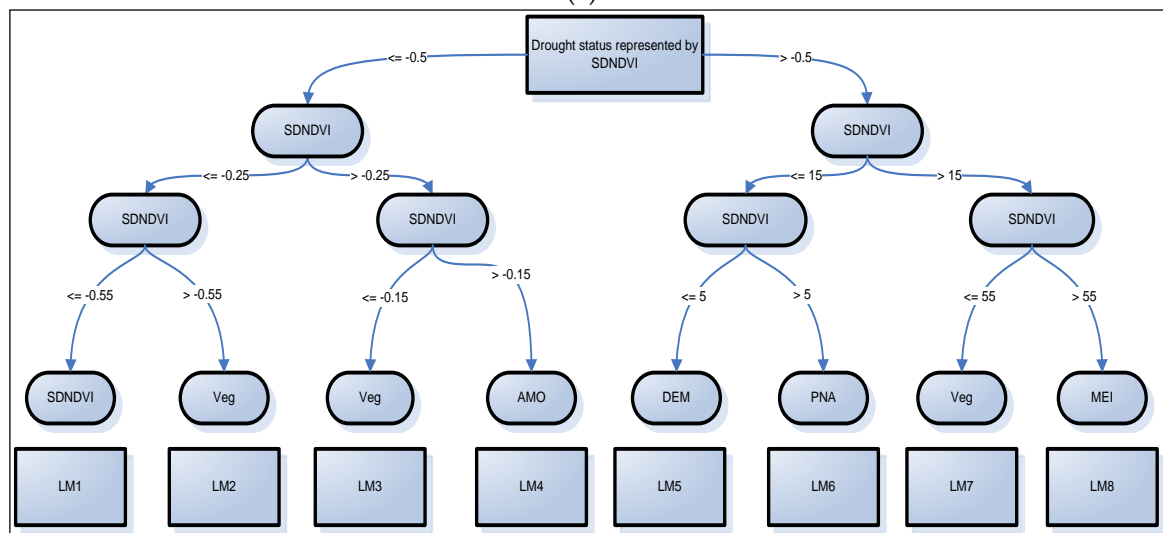 Drought status represented by
SDNDVI
<= -0.5
> -0.5
SDNDVI
SDNDVI
<= -0.25
> -0.25
<= 15
> 15
SDNDVI
SDNDVI
SDNDVI
SDNDVI
<= -0.55
> -0.55
<= -0.15
> -0.15
<= 5
> 5
<= 55
> 55
SDNDVI
Veg
Veg
AMO
DEM
PNA
Veg
MEI
LM1
LM2
LM3
LM4
LM5
LM6
LM7
LM8